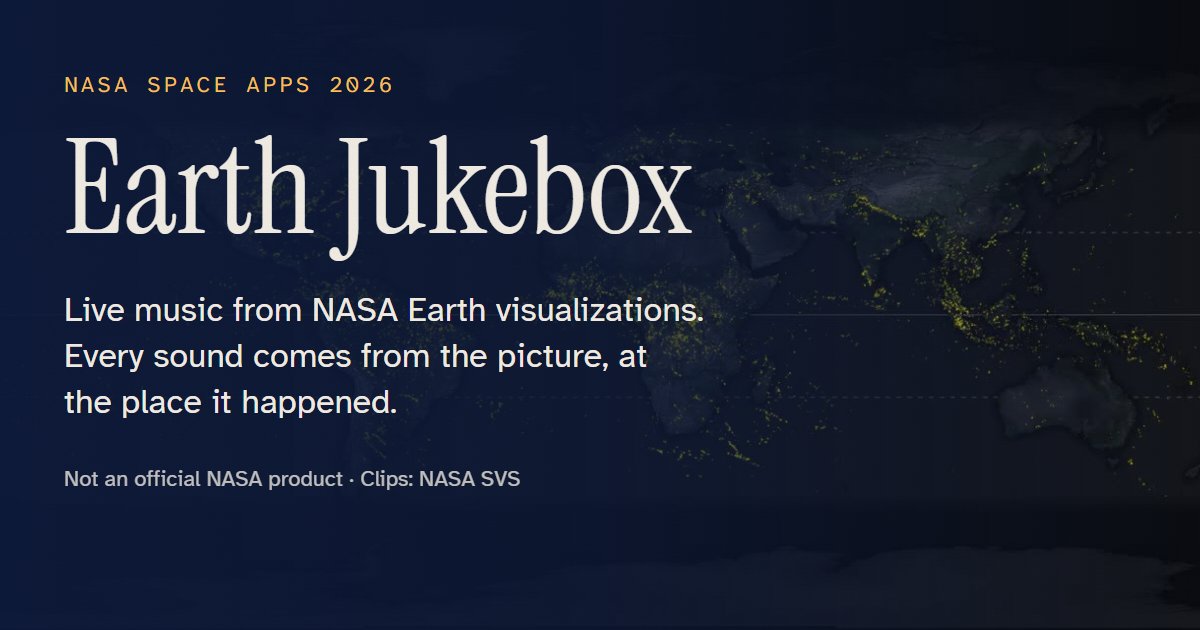 NASA SPACE APPS 2026
Earth Jukebox
Live music from NASA Earth visualizations.
Every sound comes from the picture, at
the place it happened.
Not an official NASA product · Clips: NASA SVS